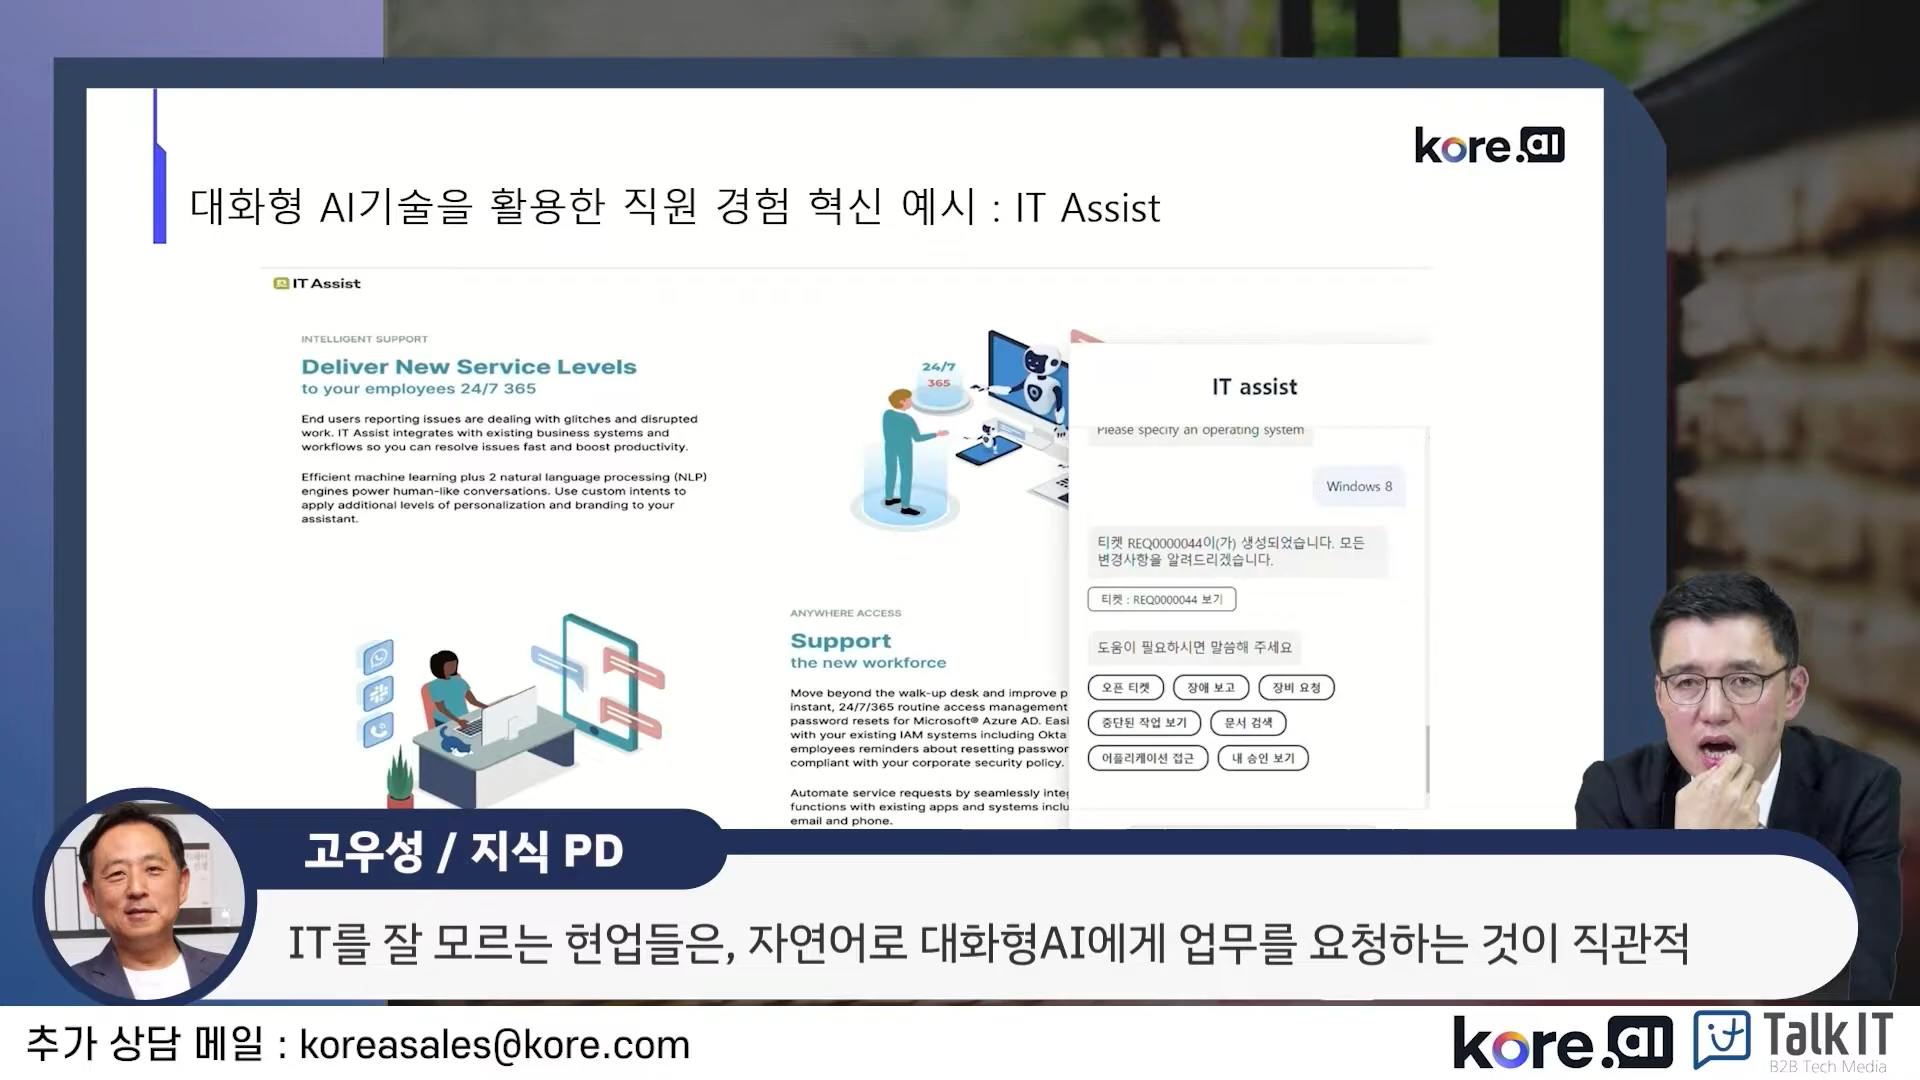 kore.ai
대화형 AI기술을 활용한 직원 경험 혁신 예시 : IT Assist
IT Assist
INTELLIGENT SUPPORT
Deliver New Service Levels
to your employees 24/7 365
End users reporting issues are dealing with glitches and disrupted
work. IT Assist integrates with existing business systems and
workflows so you can resolve issues fast and boost productivity.
Efficient machine learning plus 2 natural language processing (NLP)
engines power human-like conversations. Use custom intents to
apply additional levels of personalization and branding to your
assistant.
24/7
365
ANYWHERE ACCESS
Support
the new workforce
Move beyond the walk-up desk and improve p
instant, 24/7/365 routine access management
password resets for Microsoft® Azure AD. Easi
with your existing IAM systems including Okta
employees reminders about resetting passwor
compliant with your corporate security policy.
Automate service requests by seamlessly integ
functions with existing apps and systems inclu
email and phone.
IT assist
Please specify an operating system
Windows 8
티켓 REQ0000044이(가) 생성되었습니다. 모든
변경사항을 알려드리겠습니다.
티켓 : REQ0000044 보기
도움이 필요하시면 말씀해 주세요
오픈 티켓
장애 보고
장비 요청
중단된 작업 보기
문서 검색
어플리케이션 접근
내 승인 보기
고우성 / 지식 PD
IT를 잘 모르는 현업들은, 자연어로 대화형AI에게 업무를 요청하는 것이 직관적
추가 상담 메일 : koreasales@kore.com
kore.ai
Talk IT
B2B Tech Media